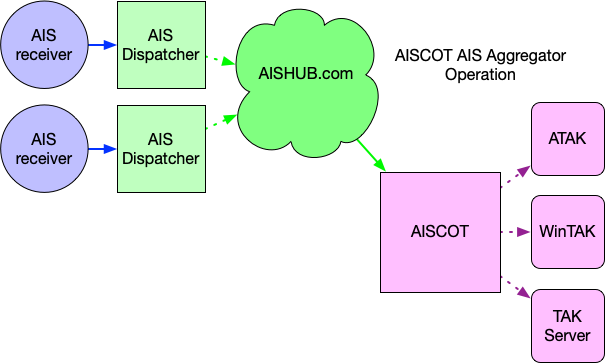 AIS
receiver
AIS
Dispatcher
AISHUB.com
AISCOT AIS Aggregator
Operation
AIS
receiver
AIS
Dispatcher
ATAK
AISCOT
WinTAK
TAK
Server